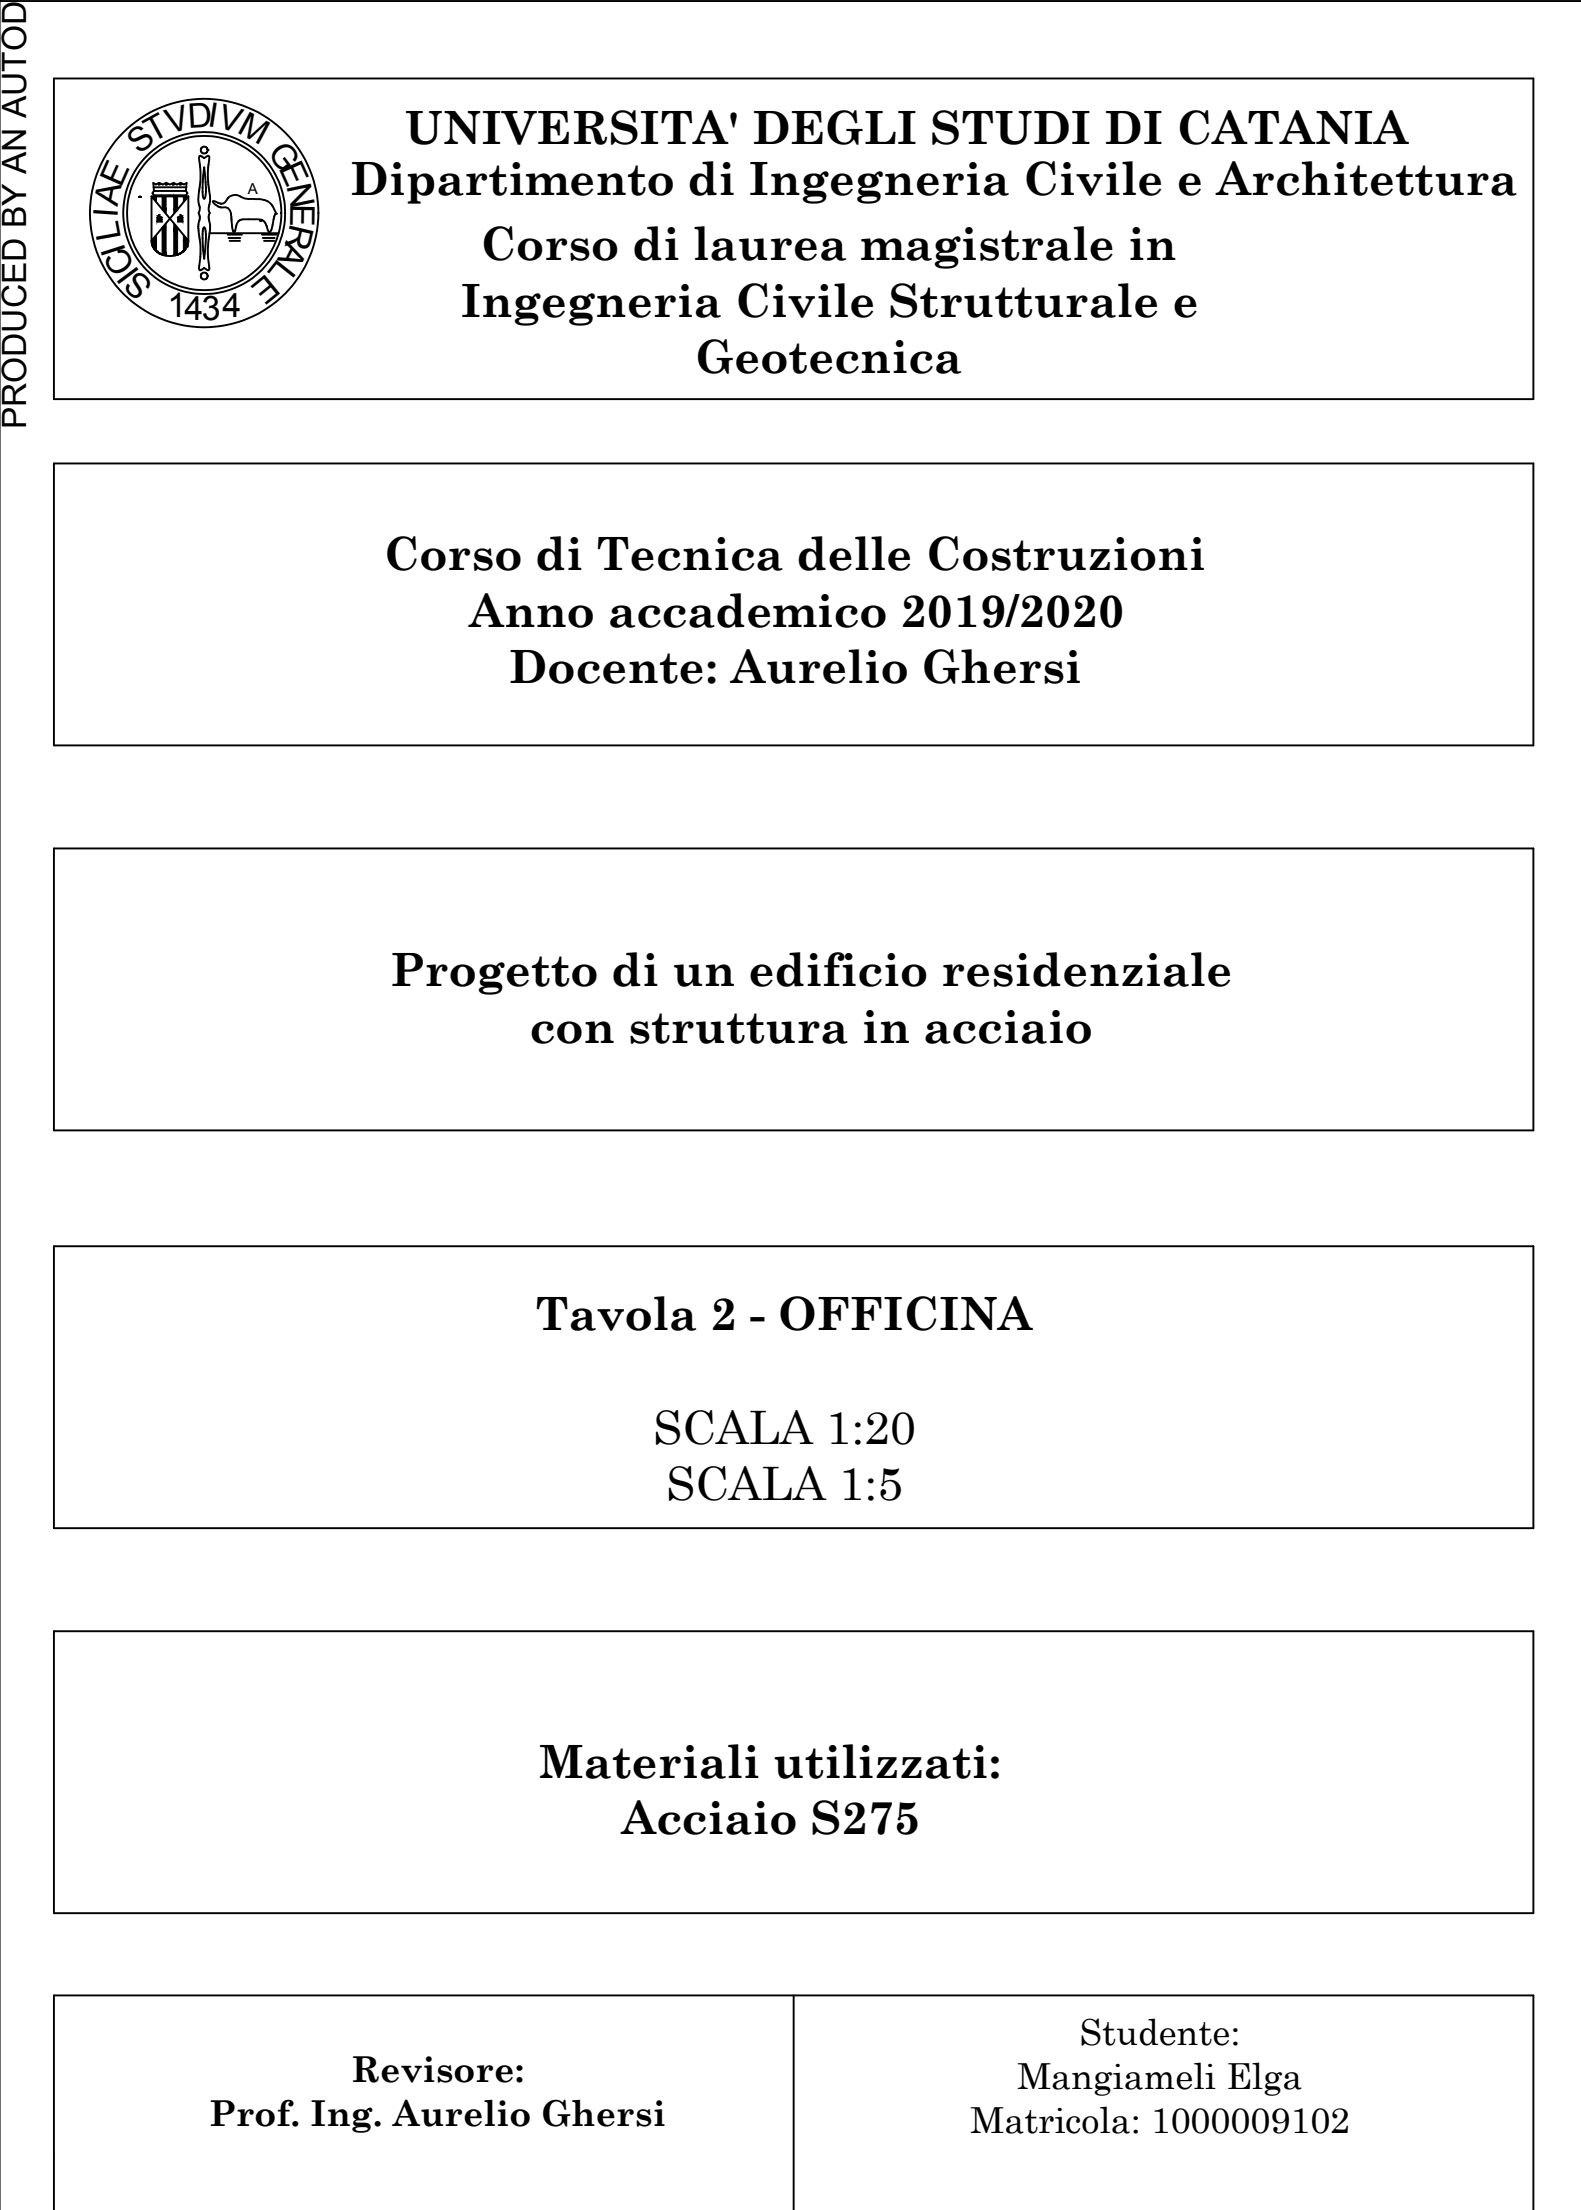 PRODUCED BY AN AUTOD
SICILIAE STVDIVM GENERALE
1434
A
UNIVERSITA' DEGLI STUDI DI CATANIA
Dipartimento di Ingegneria Civile e Architettura
Corso di laurea magistrale in
Ingegneria Civile Strutturale e
Geotecnica
Corso di Tecnica delle Costruzioni
Anno accademico 2019/2020
Docente: Aurelio Ghersi
Progetto di un edificio residenziale
con struttura in acciaio
Tavola 2 - OFFICINA
SCALA 1:20
SCALA 1:5
Materiali utilizzati:
Acciaio S275
Revisore:
Prof. Ing. Aurelio Ghersi
Studente:
Mangiameli Elga
Matricola: 1000009102